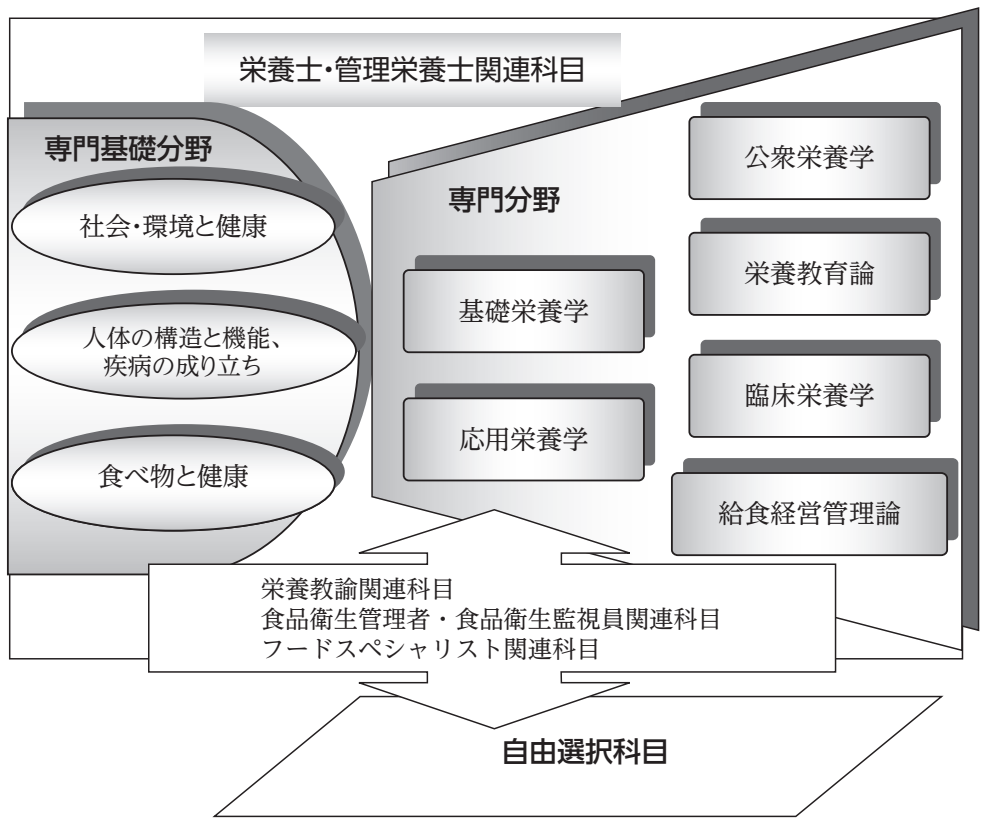 栄養士・管理栄養士関連科目
専門基礎分野
社会・環境と健康
人体の構造と機能、
疾病の成り立ち
食べ物と健康
専門分野
基礎栄養学
応用栄養学
公衆栄養学
栄養教育論
臨床栄養学
給食経営管理論
栄養教諭関連科目
食品衛生管理者・食品衛生監視員関連科目
フードスペシャリスト関連科目
自由選択科目